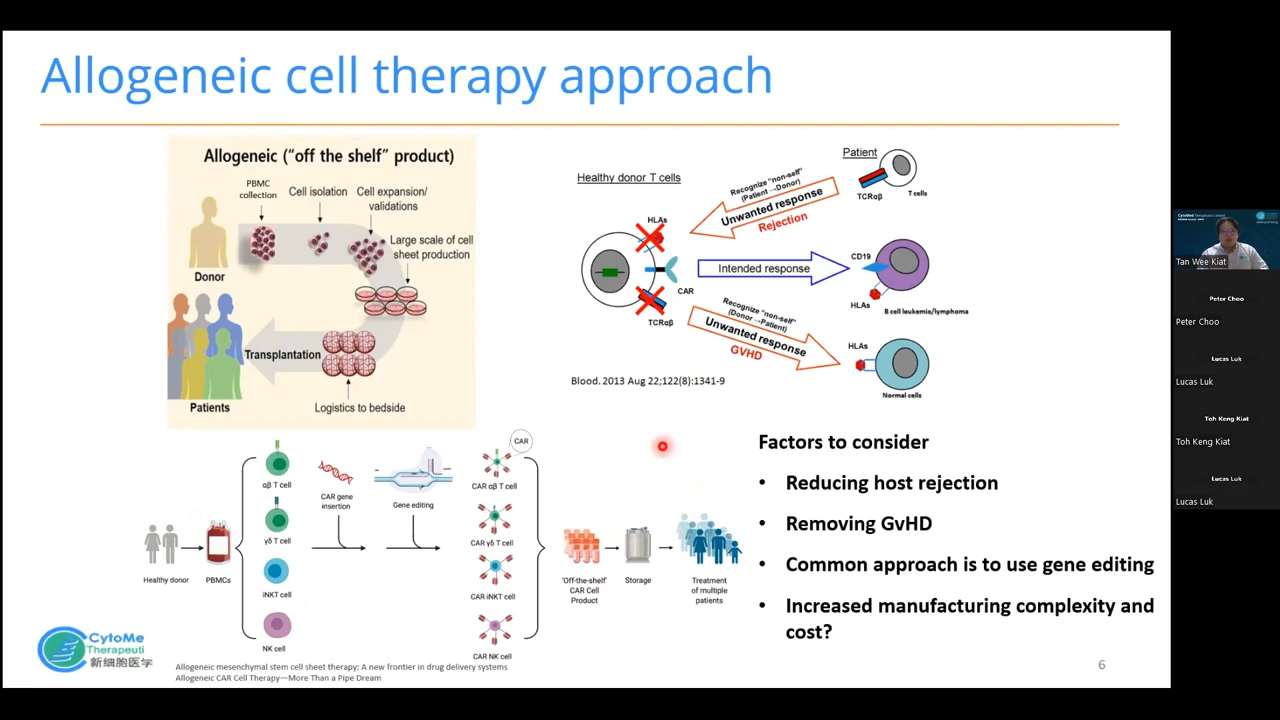 Allogeneic cell therapy approach
Allogeneic ("off the shelf" product)
PBMC
collection
Cell isolation
Cell expansion/
validations
Large scale of cell
sheet production
Donor
Transplantation
Patients
Logistics to bedside
Healthy donor T cells
Patient
TCRαβ
T cells
Recognize "non-self"
(Patient → Donor)
Unwanted response
Rejection
HLAs
CAR
TCRαβ
Intended response
CD19
HLAs
B cell leukemia/lymphoma
Recognize "non-self"
(Donor → Patient)
Unwanted response
GVHD
HLAs
Normal cells
Blood. 2013 Aug 22;122(8):1341-9
Healthy donor
PBMCs
αβ T cell
γδ T cell
iNKT cell
NK cell
CAR gene
insertion
Gene editing
CAR
CAR αβ T cell
CAR γδ T cell
CAR iNKT cell
CAR NK cell
'Off-the-shelf'
CAR Cell
Product
Storage
Treatment
of multiple
patients
Factors to consider
• Reducing host rejection
• Removing GvHD
• Common approach is to use gene editing
• Increased manufacturing complexity and
cost?
CytoMe
Therapeuti
新细胞医学
Allogeneic mesenchymal stem cell sheet therapy: A new frontier in drug delivery systems
Allogeneic CAR Cell Therapy—More Than a Pipe Dream
6
Tan Wee Kiat
Peter Choo
Peter Choo
Lucas Luk
Lucas Luk
Toh Keng Kiat
Toh Keng Kiat
Lucas Luk
Lucas Luk